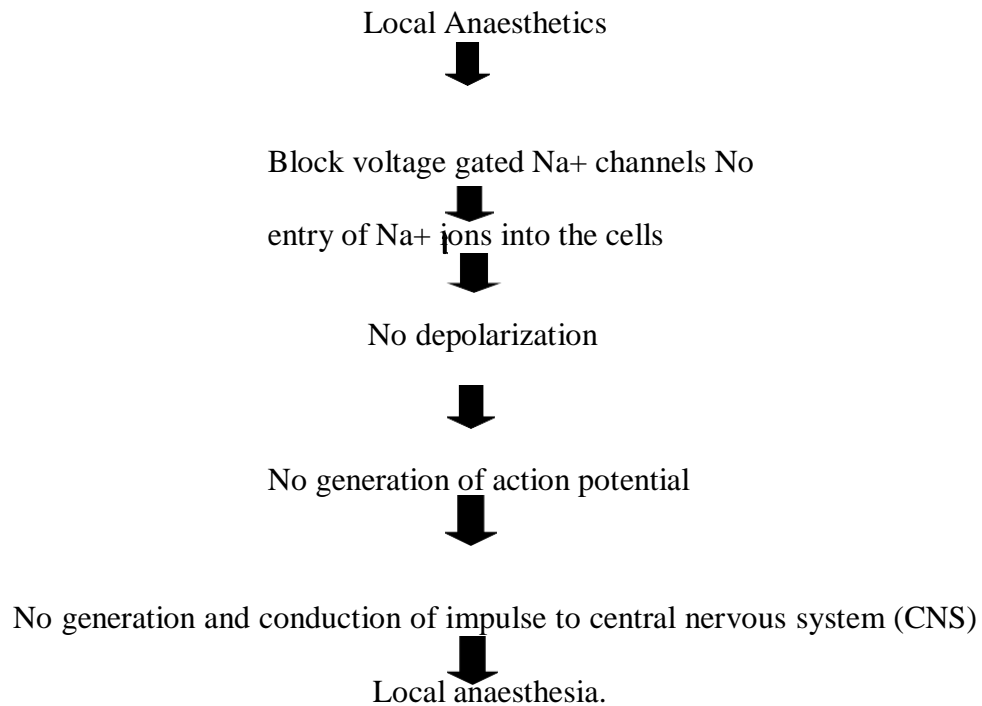 Local Anaesthetics
Block voltage gated Na+ channels No
entry of Na+ ions into the cells
No depolarization
No generation of action potential
No generation and conduction of impulse to central nervous system (CNS)
Local anaesthesia.